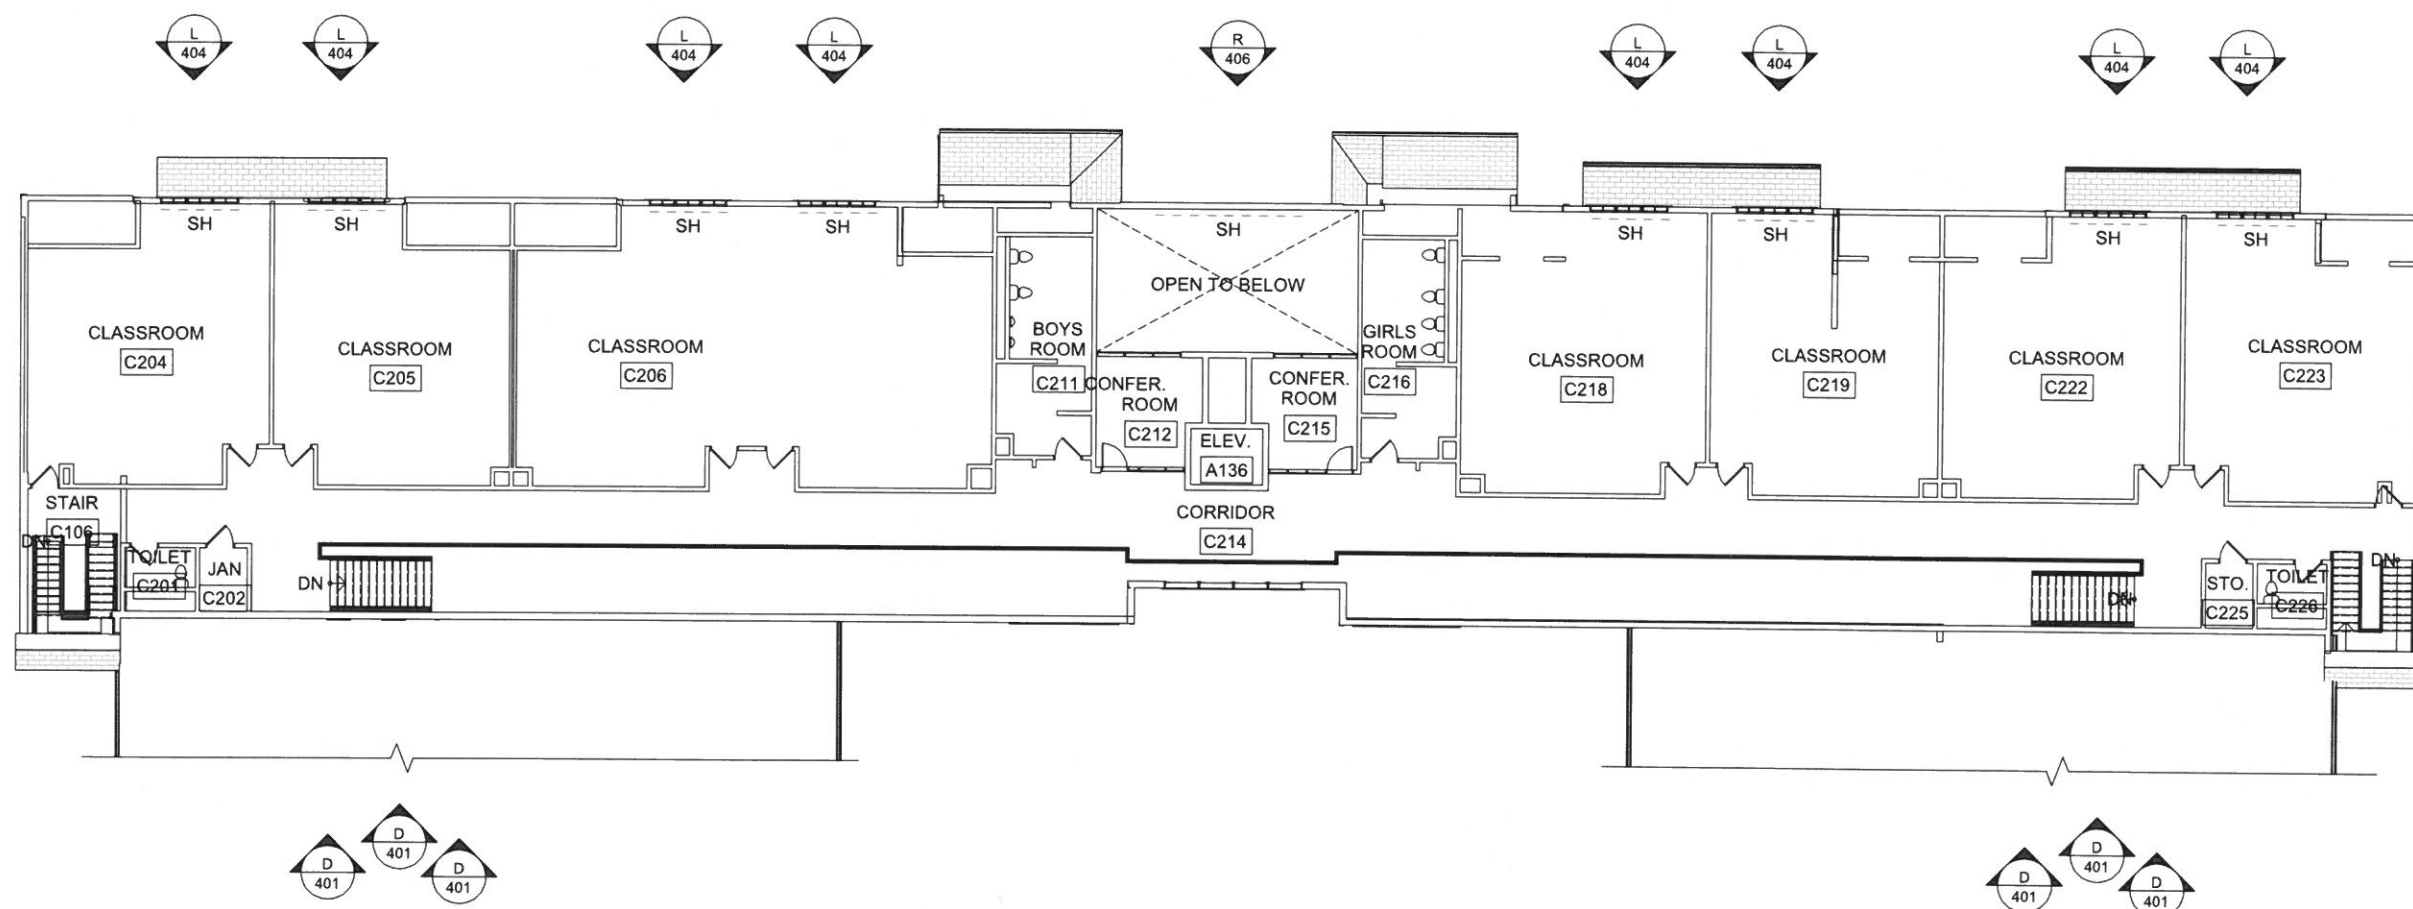 L
404
L
404
L
404
L
404
R
406
L
404
L
404
L
404
L
404
SH
SH
SH
SH
SH
SH
SH
SH
SH
OPEN TO BELOW
CLASSROOM
C204
CLASSROOM
C205
CLASSROOM
C206
BOYS
ROOM
C211
CONFER.
ROOM
C212
CONFER.
ROOM
C215
GIRLS
ROOM
C216
CLASSROOM
C218
CLASSROOM
C219
CLASSROOM
C222
CLASSROOM
C223
ELEV.
A136
STAIR
C106
DN
TOILET
C201
JAN
C202
DN
CORRIDOR
C214
DN
STO.
C225
TOILET
C226
DN
D
401
D
401
D
401
D
401
D
401
D
401